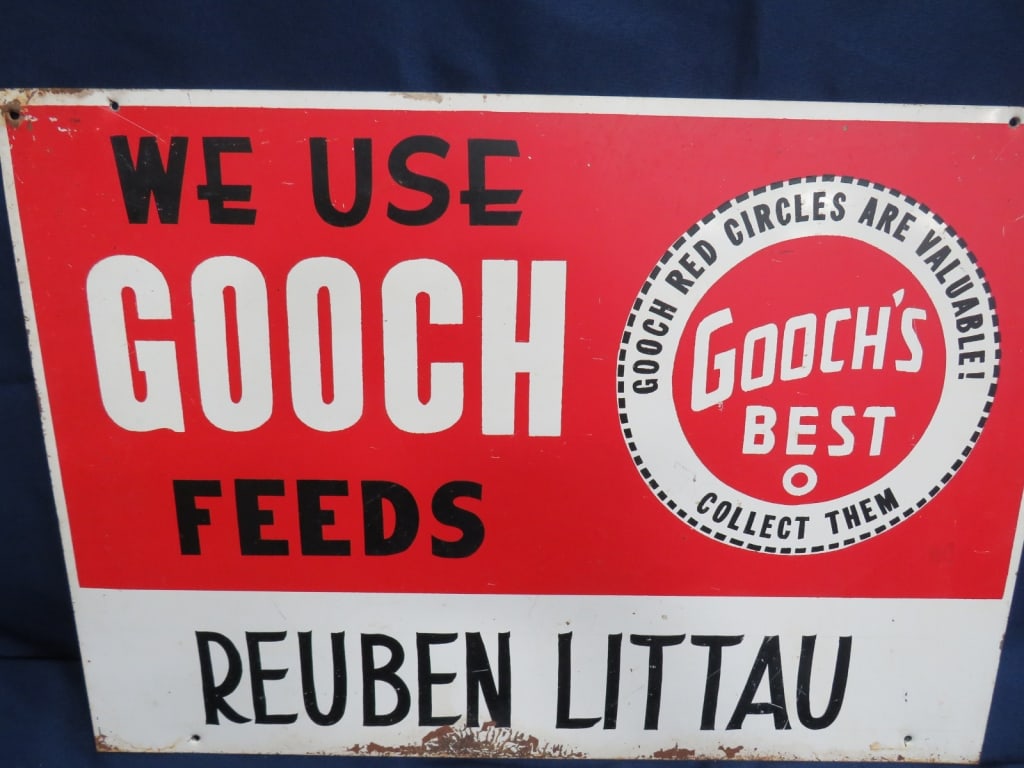 WE USE
GOOCH
FEEDS
GOOCH RED CIRCLES ARE VALUABLE!
GOOCH'S
BEST
COLLECT THEM
REUBEN LITTAU